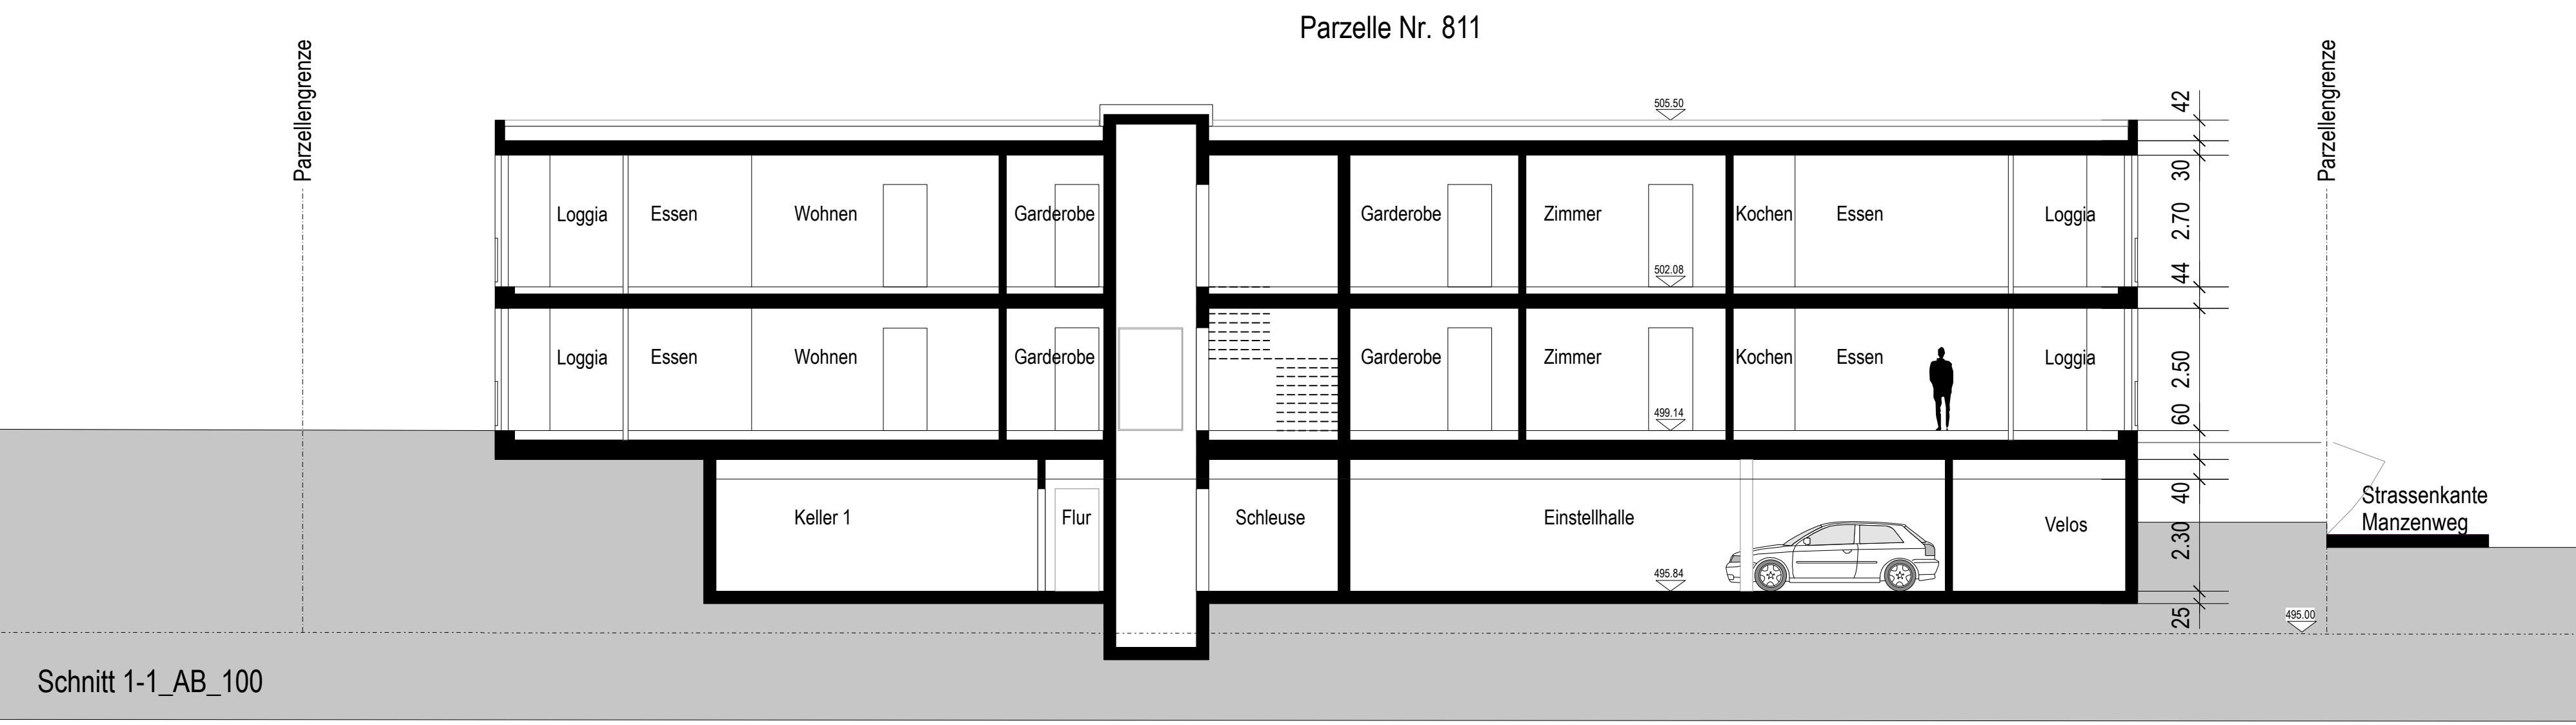 Parzelle Nr. 811
Parzellengrenze
Parzellengrenze
505.50
42
30
Loggia
Essen
Wohnen
Garderobe
Garderobe
Zimmer
Kochen
Essen
Loggia
2.70
502.08
44
Loggia
Essen
Wohnen
Garderobe
Garderobe
Zimmer
Kochen
Essen
Loggia
2.50
499.14
60
Keller 1
Flur
Schleuse
Einstellhalle
Velos
40
Strassenkante
Manzenweg
2.30
495.84
25
495.00
Schnitt 1-1_AB_100